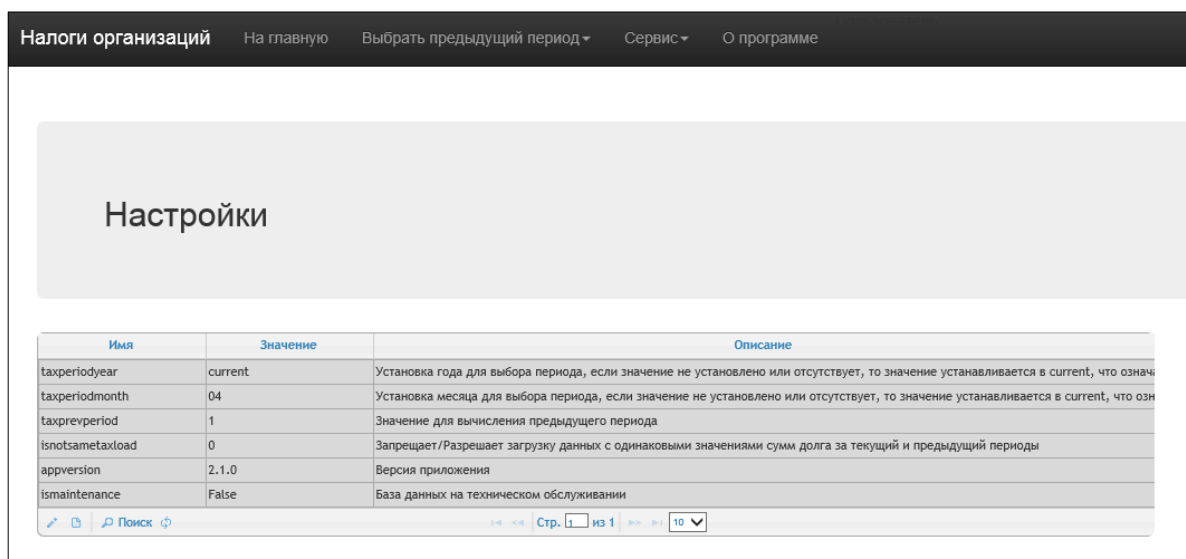 Налоги организаций На главную Выбрать предыдущий период Сервис О программе
Настройки
Имя Значение Описание
taxperiodyear current Установка года для выбора периода, если значение не установлено или отсутствует, то значение устанавливается в current, что означа
taxperiodmonth 04 Установка месяца для выбора периода, если значение не установлено или отсутствует, то значение устанавливается в current, что озн
taxprevperiod 1 Значение для вычисления предыдущего периода
isnotsametaxload 0 Запрещает/Разрешает загрузку данных с одинаковыми значениями сумм долга за текущий и предыдущий периоды
appversion 2.1.0 Версия приложения
ismaintenance False База данных на техническом обслуживании
Поиск Стр. 1 из 1 10